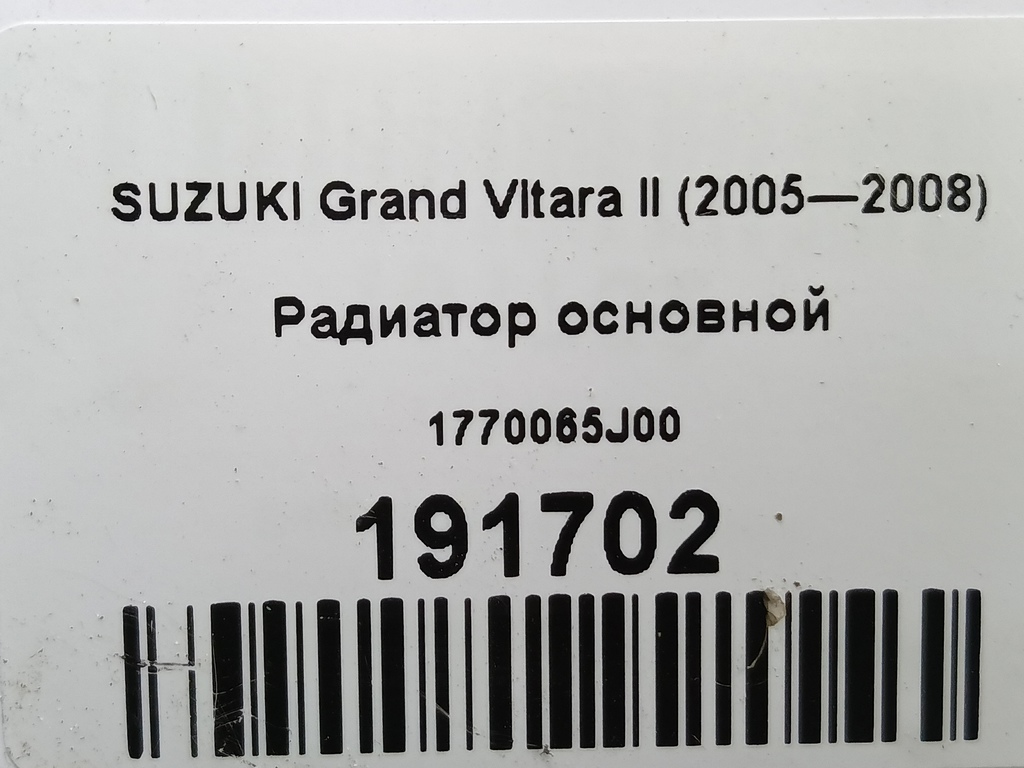 SUZUKI Grand Vitara II (2005—2008)
Радиатор основной
1770065J00
191702